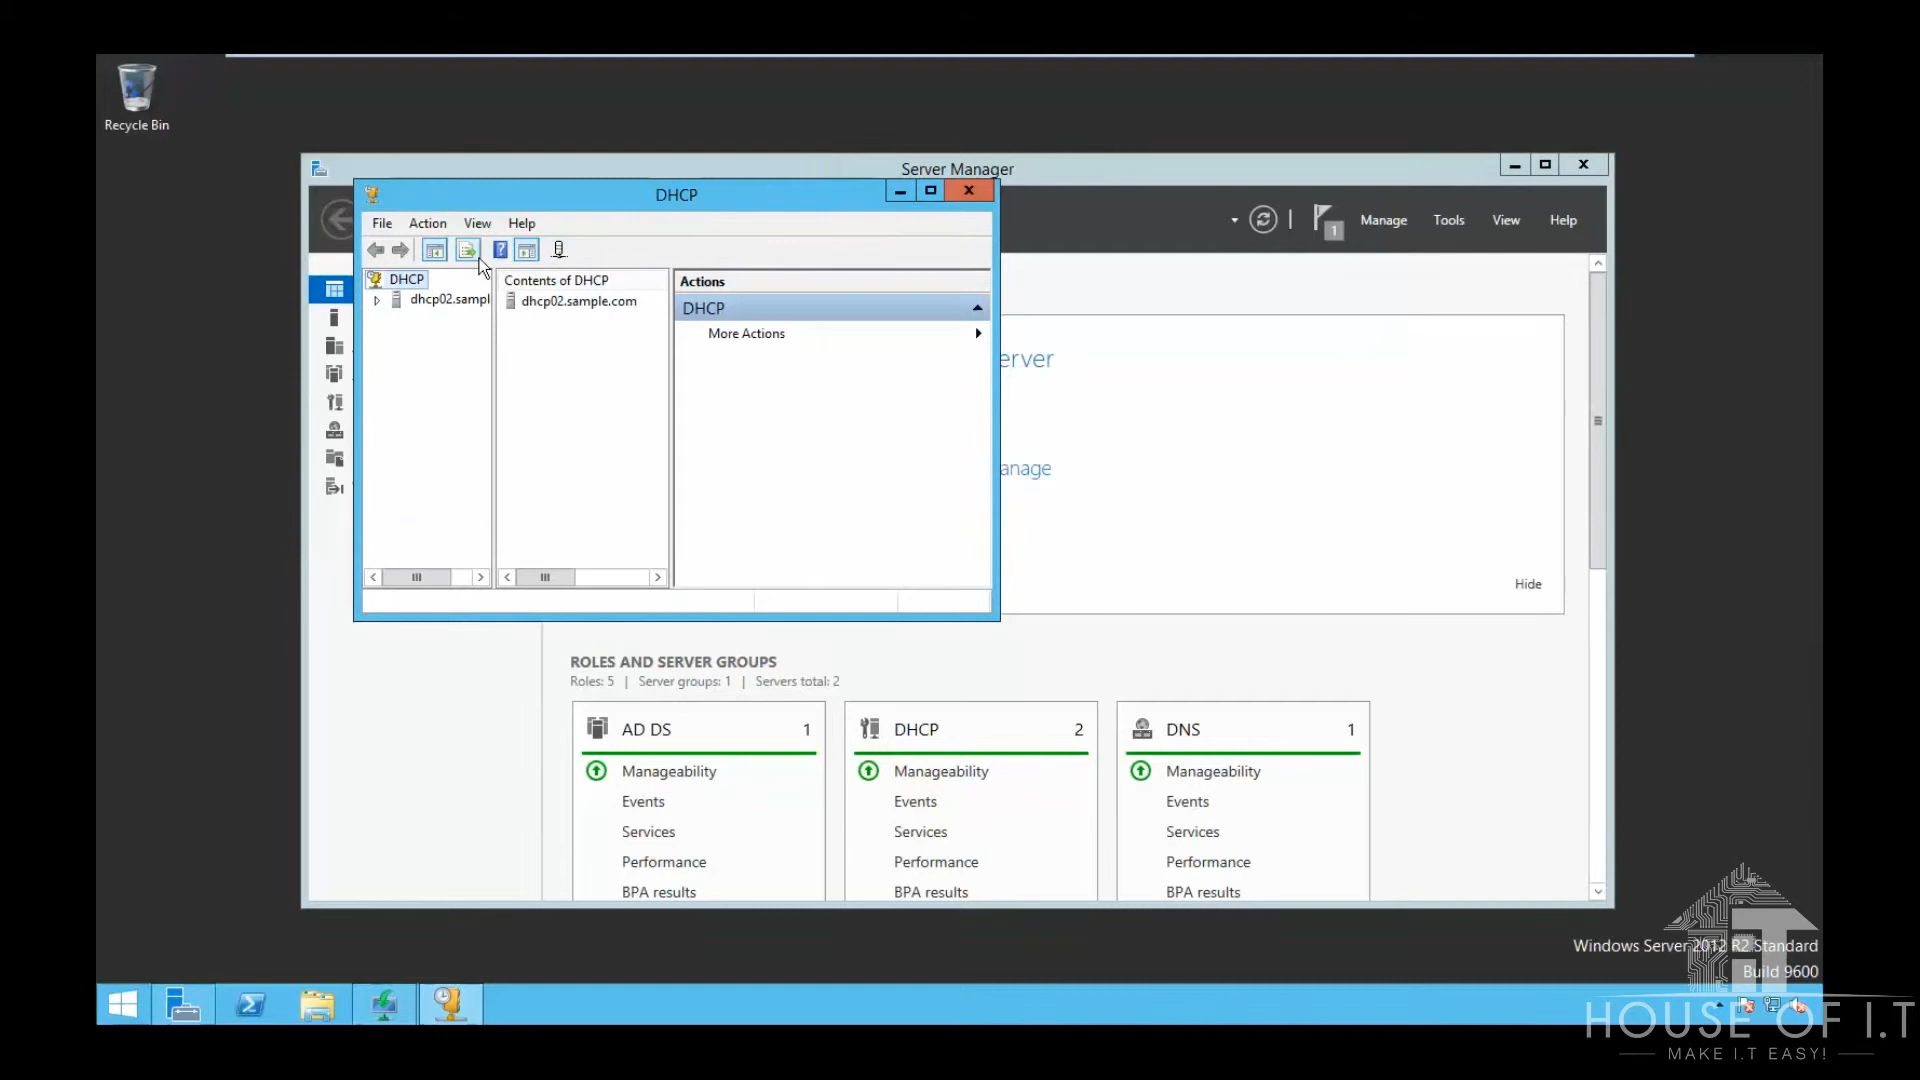 Recycle Bin
Server Manager
DHCP
File Action View Help
1 Manage Tools View Help
DHCP
dhcp02.sampl
Contents of DHCP
dhcp02.sample.com
Actions
DHCP
More Actions
erver
anage
Hide
ROLES AND SERVER GROUPS
Roles: 5 | Server groups: 1 | Servers total: 2
AD DS 1
Manageability
Events
Services
Performance
BPA results
DHCP 2
Manageability
Events
Services
Performance
BPA results
DNS 1
Manageability
Events
Services
Performance
BPA results
Windows Server 2012 R2 Standard
Build 9600
HOUSE OF I.T
MAKE I.T EASY!